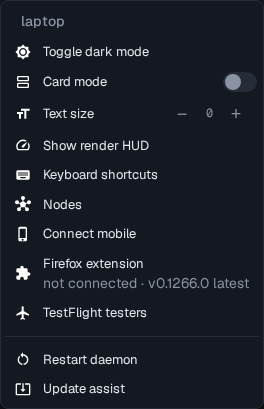 laptop
Toggle dark mode
Card mode
Text size − 0 +
Show render HUD
Keyboard shortcuts
Nodes
Connect mobile
Firefox extension
not connected · v0.1266.0 latest
TestFlight testers
Restart daemon
Update assist